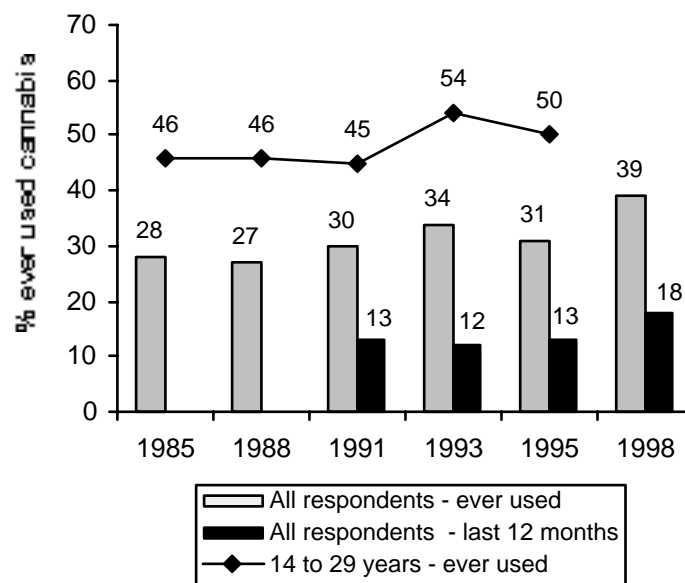 70
60
50
40
30
20
10
0
% ever used cannabis
46 46 45 54 50
28 27 30 34 31 39
13 12 13 18
1985 1988 1991 1993 1995 1998
All respondents - ever used
All respondents - last 12 months
14 to 29 years - ever used